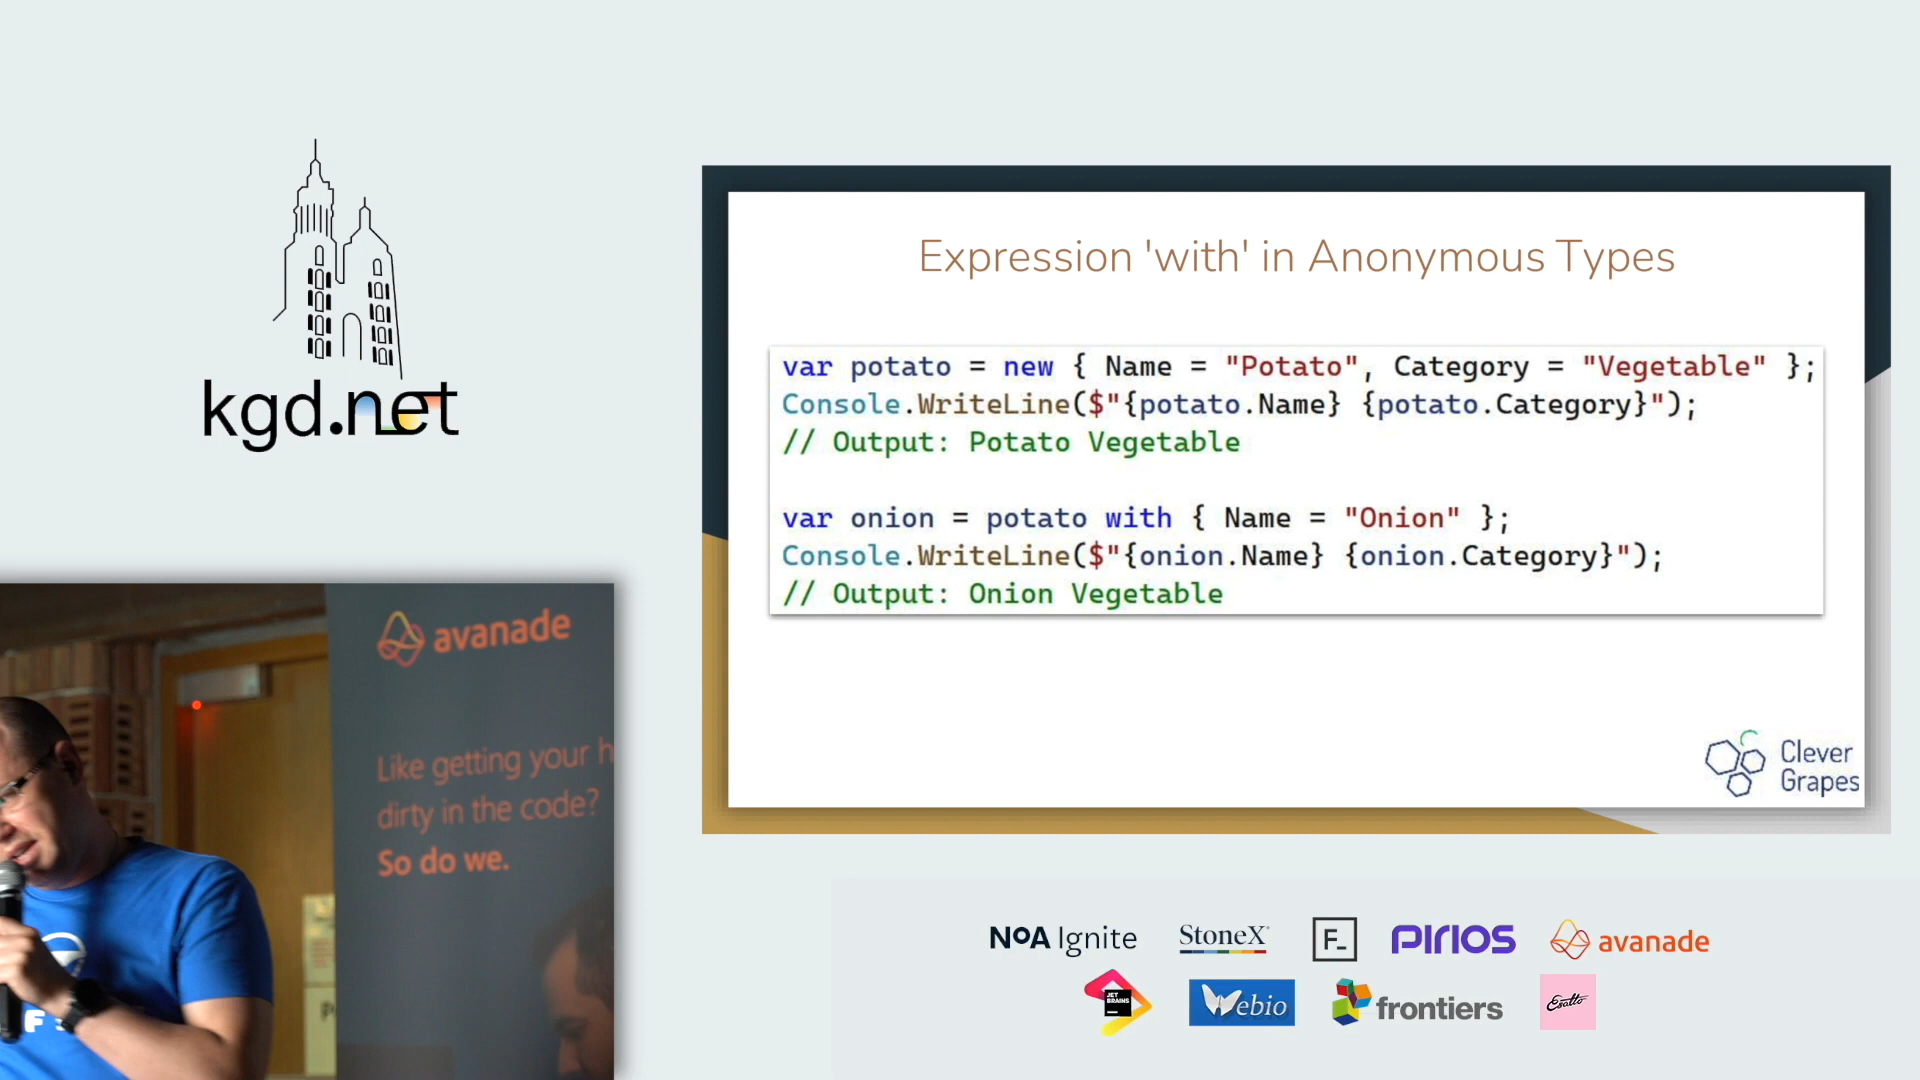 kgd.net
Expression 'with' in Anonymous Types
var potato = new { Name = "Potato", Category = "Vegetable" };
Console.WriteLine($"{potato.Name} {potato.Category}");
// Output: Potato Vegetable
var onion = potato with { Name = "Onion" };
Console.WriteLine($"{onion.Name} {onion.Category}");
// Output: Onion Vegetable
Clever
Grapes
avanade
Like getting your h
dirty in the code?
So do we.
NOA Ignite
StoneX
F_
PIRIOS
avanade
JET
BRAINS
Webio
frontiers
Esatto